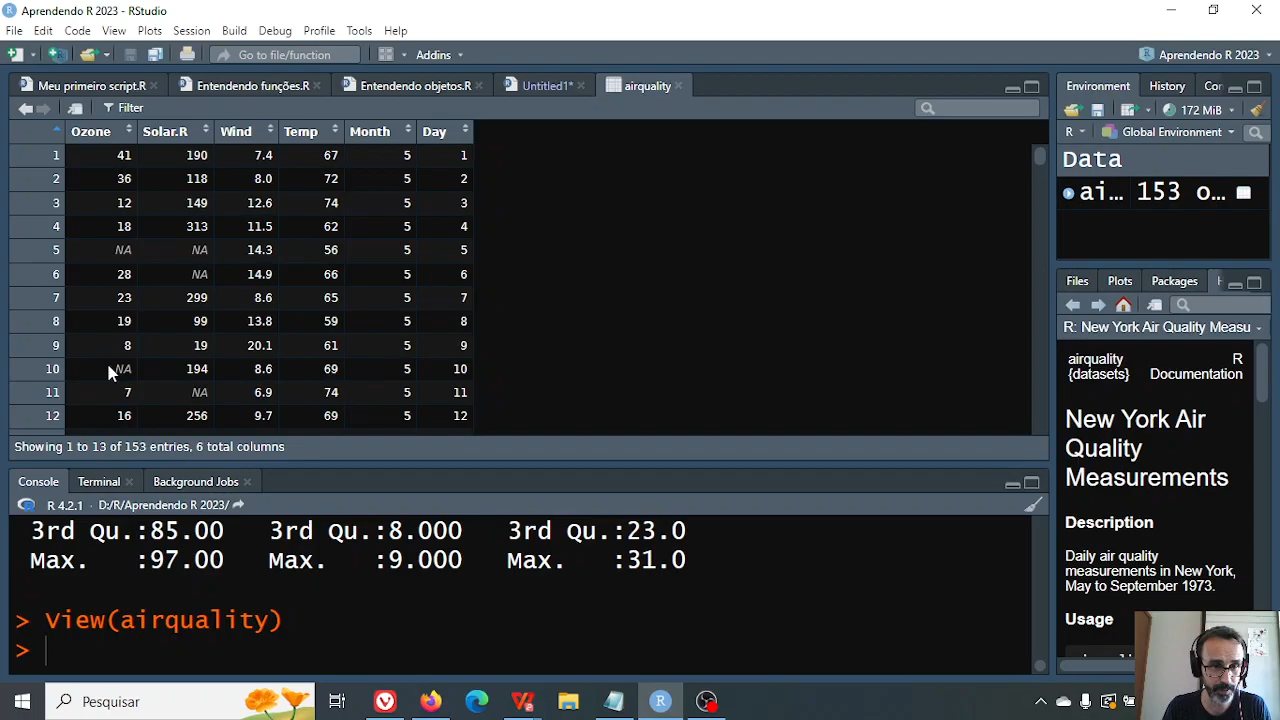 Aprendendo R 2023 - RStudio
File Edit Code View Plots Session Build Debug Profile Tools Help
Go to file/function Addins Aprendendo R 2023
Meu primeiro script.R Entendendo funções.R Entendendo objetos.R Untitled1* airquality
Filter
Ozone Solar.R Wind Temp Month Day
1 41 190 7.4 67 5 1
2 36 118 8.0 72 5 2
3 12 149 12.6 74 5 3
4 18 313 11.5 62 5 4
5 NA NA 14.3 56 5 5
6 28 NA 14.9 66 5 6
7 23 299 8.6 65 5 7
8 19 99 13.8 59 5 8
9 8 19 20.1 61 5 9
10 NA 194 8.6 69 5 10
11 7 NA 6.9 74 5 11
12 16 256 9.7 69 5 12
Showing 1 to 13 of 153 entries, 6 total columns
Console Terminal Background Jobs
R 4.2.1 · D:/R/Aprendendo R 2023/
3rd Qu.:85.00 3rd Qu.:8.000 3rd Qu.:23.0
Max. :97.00 Max. :9.000 Max. :31.0
> View(airquality)
>
Environment History Cor
172 MiB
R Global Environment
Data
ai... 153 o...
Files Plots Packages
R: New York Air Quality Measu
airquality R
{datasets} Documentation
New York Air
Quality
Measurements
Description
Daily air quality
measurements in New York,
May to September 1973.
Usage
Pesquisar